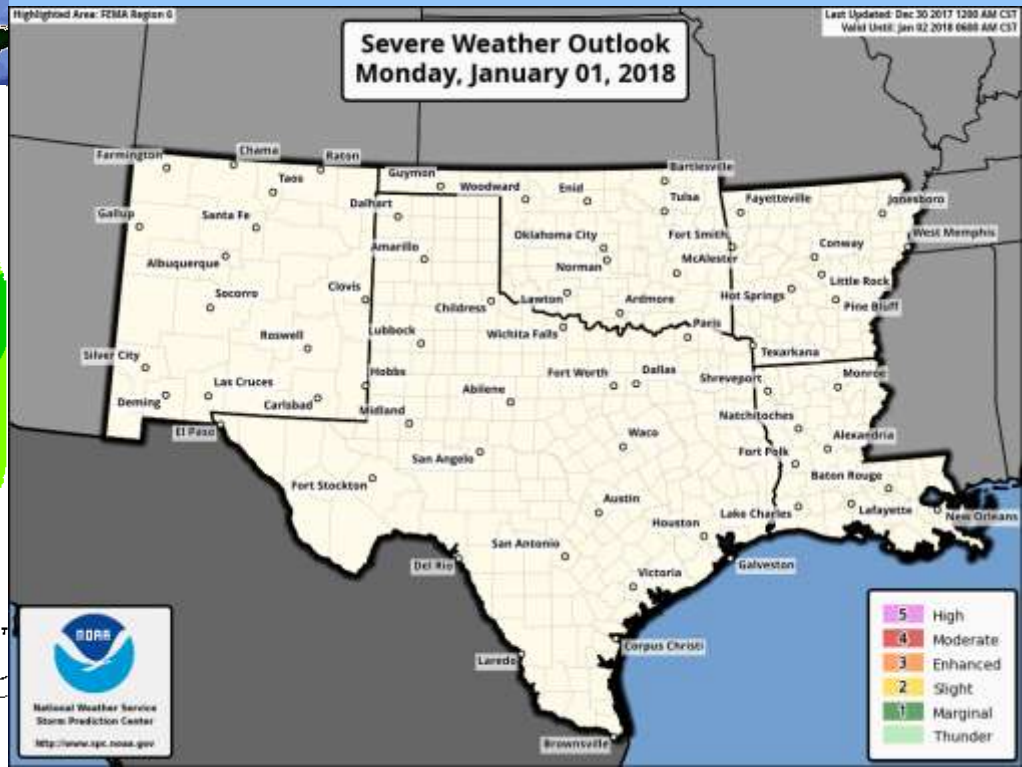 Highlighted Area: FEMA Region 6
Last Updated: Dec 30 2017 1200 AM CST
Valid Until: Jan 02 2018 0600 AM CST
Severe Weather Outlook
Monday, January 01, 2018
Farmington
Chama
Raton
Taos
Guymon
Woodward
Enid
Bartlesville
Tulsa
Fayetteville
Jonesboro
Gallup
Santa Fe
Dalhart
Oklahoma City
Fort Smith
Conway
West Memphis
Albuquerque
Amarillo
Norman
McAlester
Little Rock
Socorro
Clovis
Childress
Lawton
Ardmore
Hot Springs
Pine Bluff
Roswell
Lubbock
Wichita Falls
Paris
Texarkana
Silver City
Las Cruces
Hobbs
Abilene
Fort Worth
Dallas
Shreveport
Monroe
Deming
Carlsbad
Midland
Natchitoches
El Paso
San Angelo
Waco
Fort Polk
Alexandria
Fort Stockton
Baton Rouge
Austin
Houston
Lake Charles
Lafayette
New Orleans
San Antonio
Del Rio
Victoria
Galveston
Laredo
Corpus Christi
Brownsville
NOAA
National Weather Service
Storm Prediction Center
http://www.spc.noaa.gov
5 High
4 Moderate
3 Enhanced
2 Slight
1 Marginal
Thunder